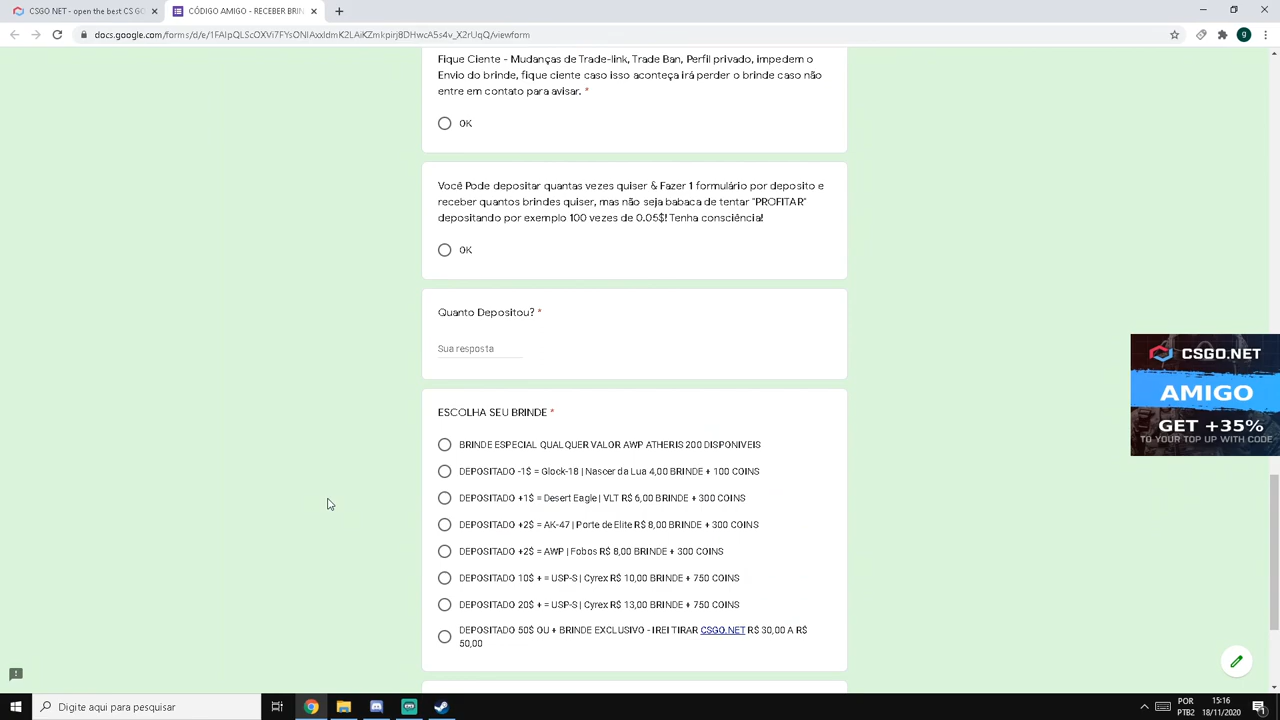 CSGO.NET - open the best CS GO
CÓDIGO AMIGO - RECEBER BRIN
docs.google.com/forms/d/e/1FAIpQLScOXVi7FYsONlAxxldmK2LAiKZmkpirj8DHwcA5s4v_X2rUqQ/viewform
g
Fique Ciente - Mudanças de Trade-link, Trade Ban, Perfil privado, impedem o
Envio do brinde, fique ciente caso isso aconteça irá perder o brinde caso não
entre em contato para avisar. *
OK
Você Pode depositar quantas vezes quiser & Fazer 1 formulário por deposito e
receber quantos brindes quiser, mas não seja babaca de tentar "PROFITAR"
depositando por exemplo 100 vezes de 0.05$! Tenha consciência!
OK
Quanto Depositou? *
Sua resposta
ESCOLHA SEU BRINDE *
BRINDE ESPECIAL QUALQUER VALOR AWP ATHERIS 200 DISPONIVEIS
DEPOSITADO -1$ = Glock-18 | Nascer da Lua 4,00 BRINDE + 100 COINS
DEPOSITADO +1$ = Desert Eagle | VLT R$ 6,00 BRINDE + 300 COINS
DEPOSITADO +2$ = AK-47 | Porte de Elite R$ 8,00 BRINDE + 300 COINS
DEPOSITADO +2$ = AWP | Fobos R$ 8,00 BRINDE + 300 COINS
DEPOSITADO 10$ + = USP-S | Cyrex R$ 10,00 BRINDE + 750 COINS
DEPOSITADO 20$ + = USP-S | Cyrex R$ 13,00 BRINDE + 750 COINS
DEPOSITADO 50$ OU + BRINDE EXCLUSIVO - IREI TIRAR CSGO.NET R$ 30,00 A R$
50,00
CSGO.NET
AMIGO
GET +35%
TO YOUR TOP UP WITH CODE
Digite aqui para pesquisar
POR
PTB2
15:16
18/11/2020
1